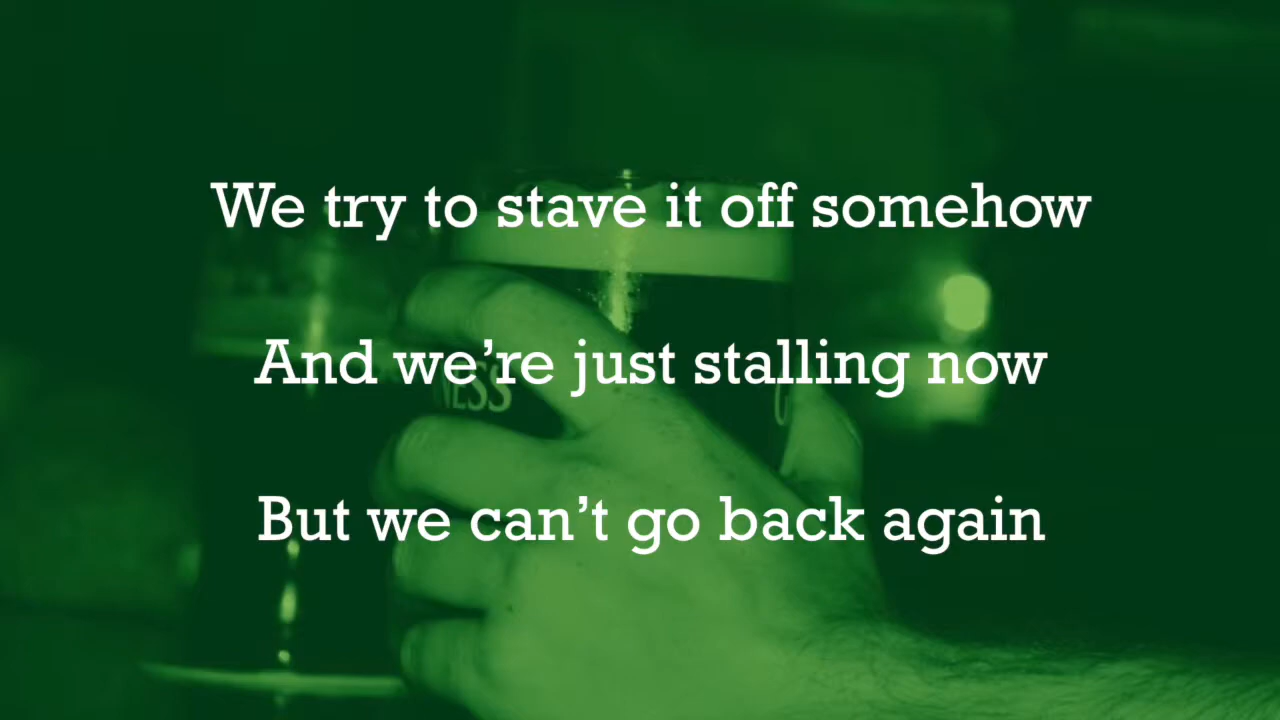 We try to stave it off somehow
And we’re just stalling now
NESS
G
But we can’t go back again